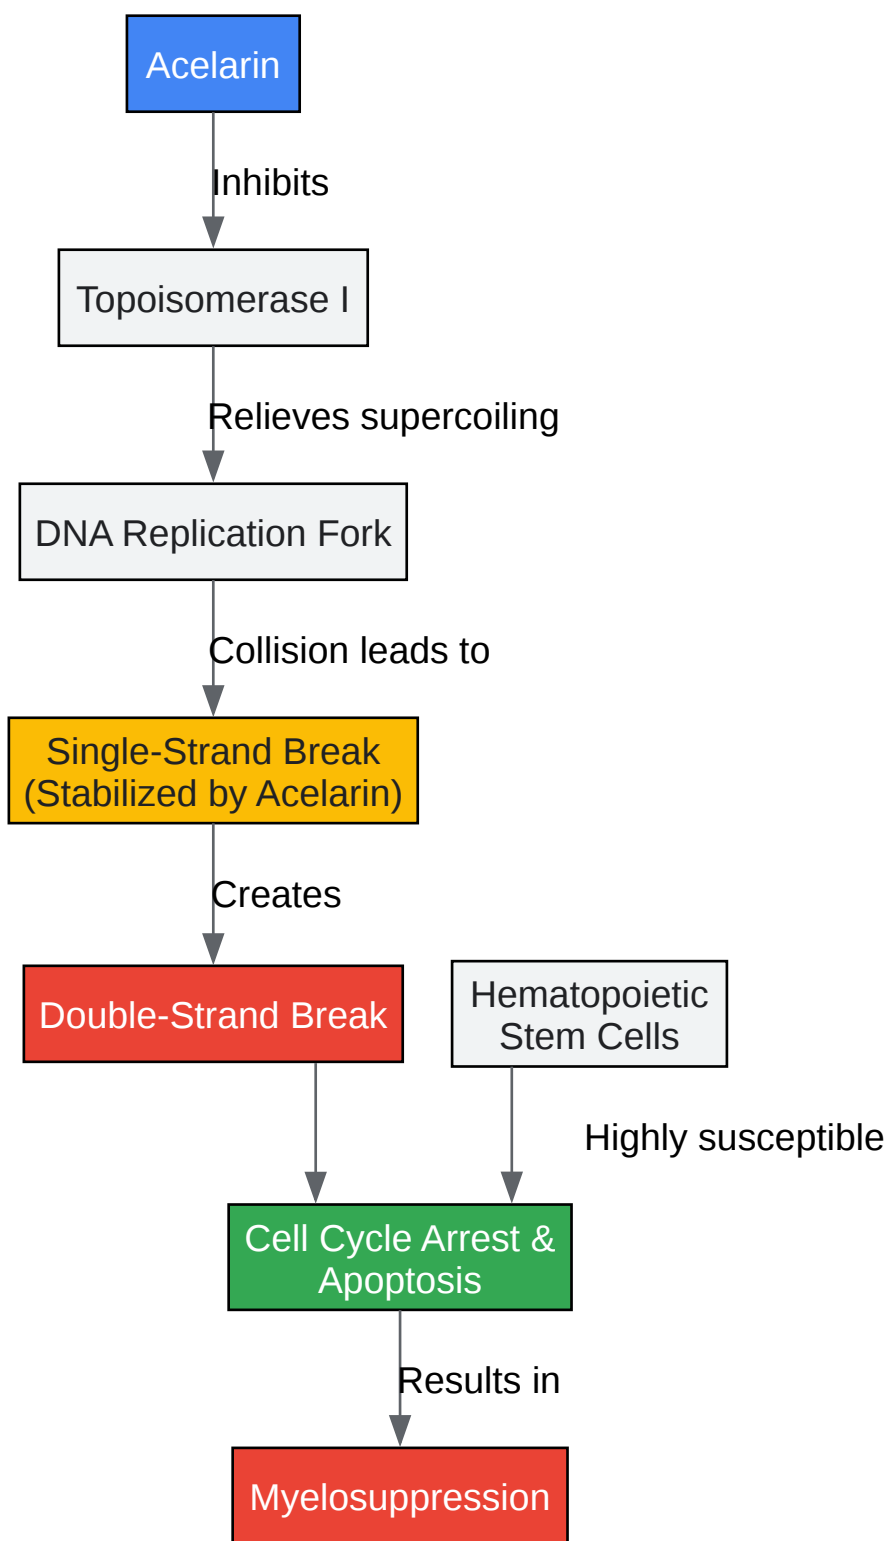 Acelarin
Inhibits
Topoisomerase I
Relieves supercoiling
DNA Replication Fork
Collision leads to
Single-Strand Break
(Stabilized by Acelarin)
Creates
Double-Strand Break
Hematopoietic
Stem Cells
Highly susceptible
Cell Cycle Arrest &
Apoptosis
Results in
Myelosuppression